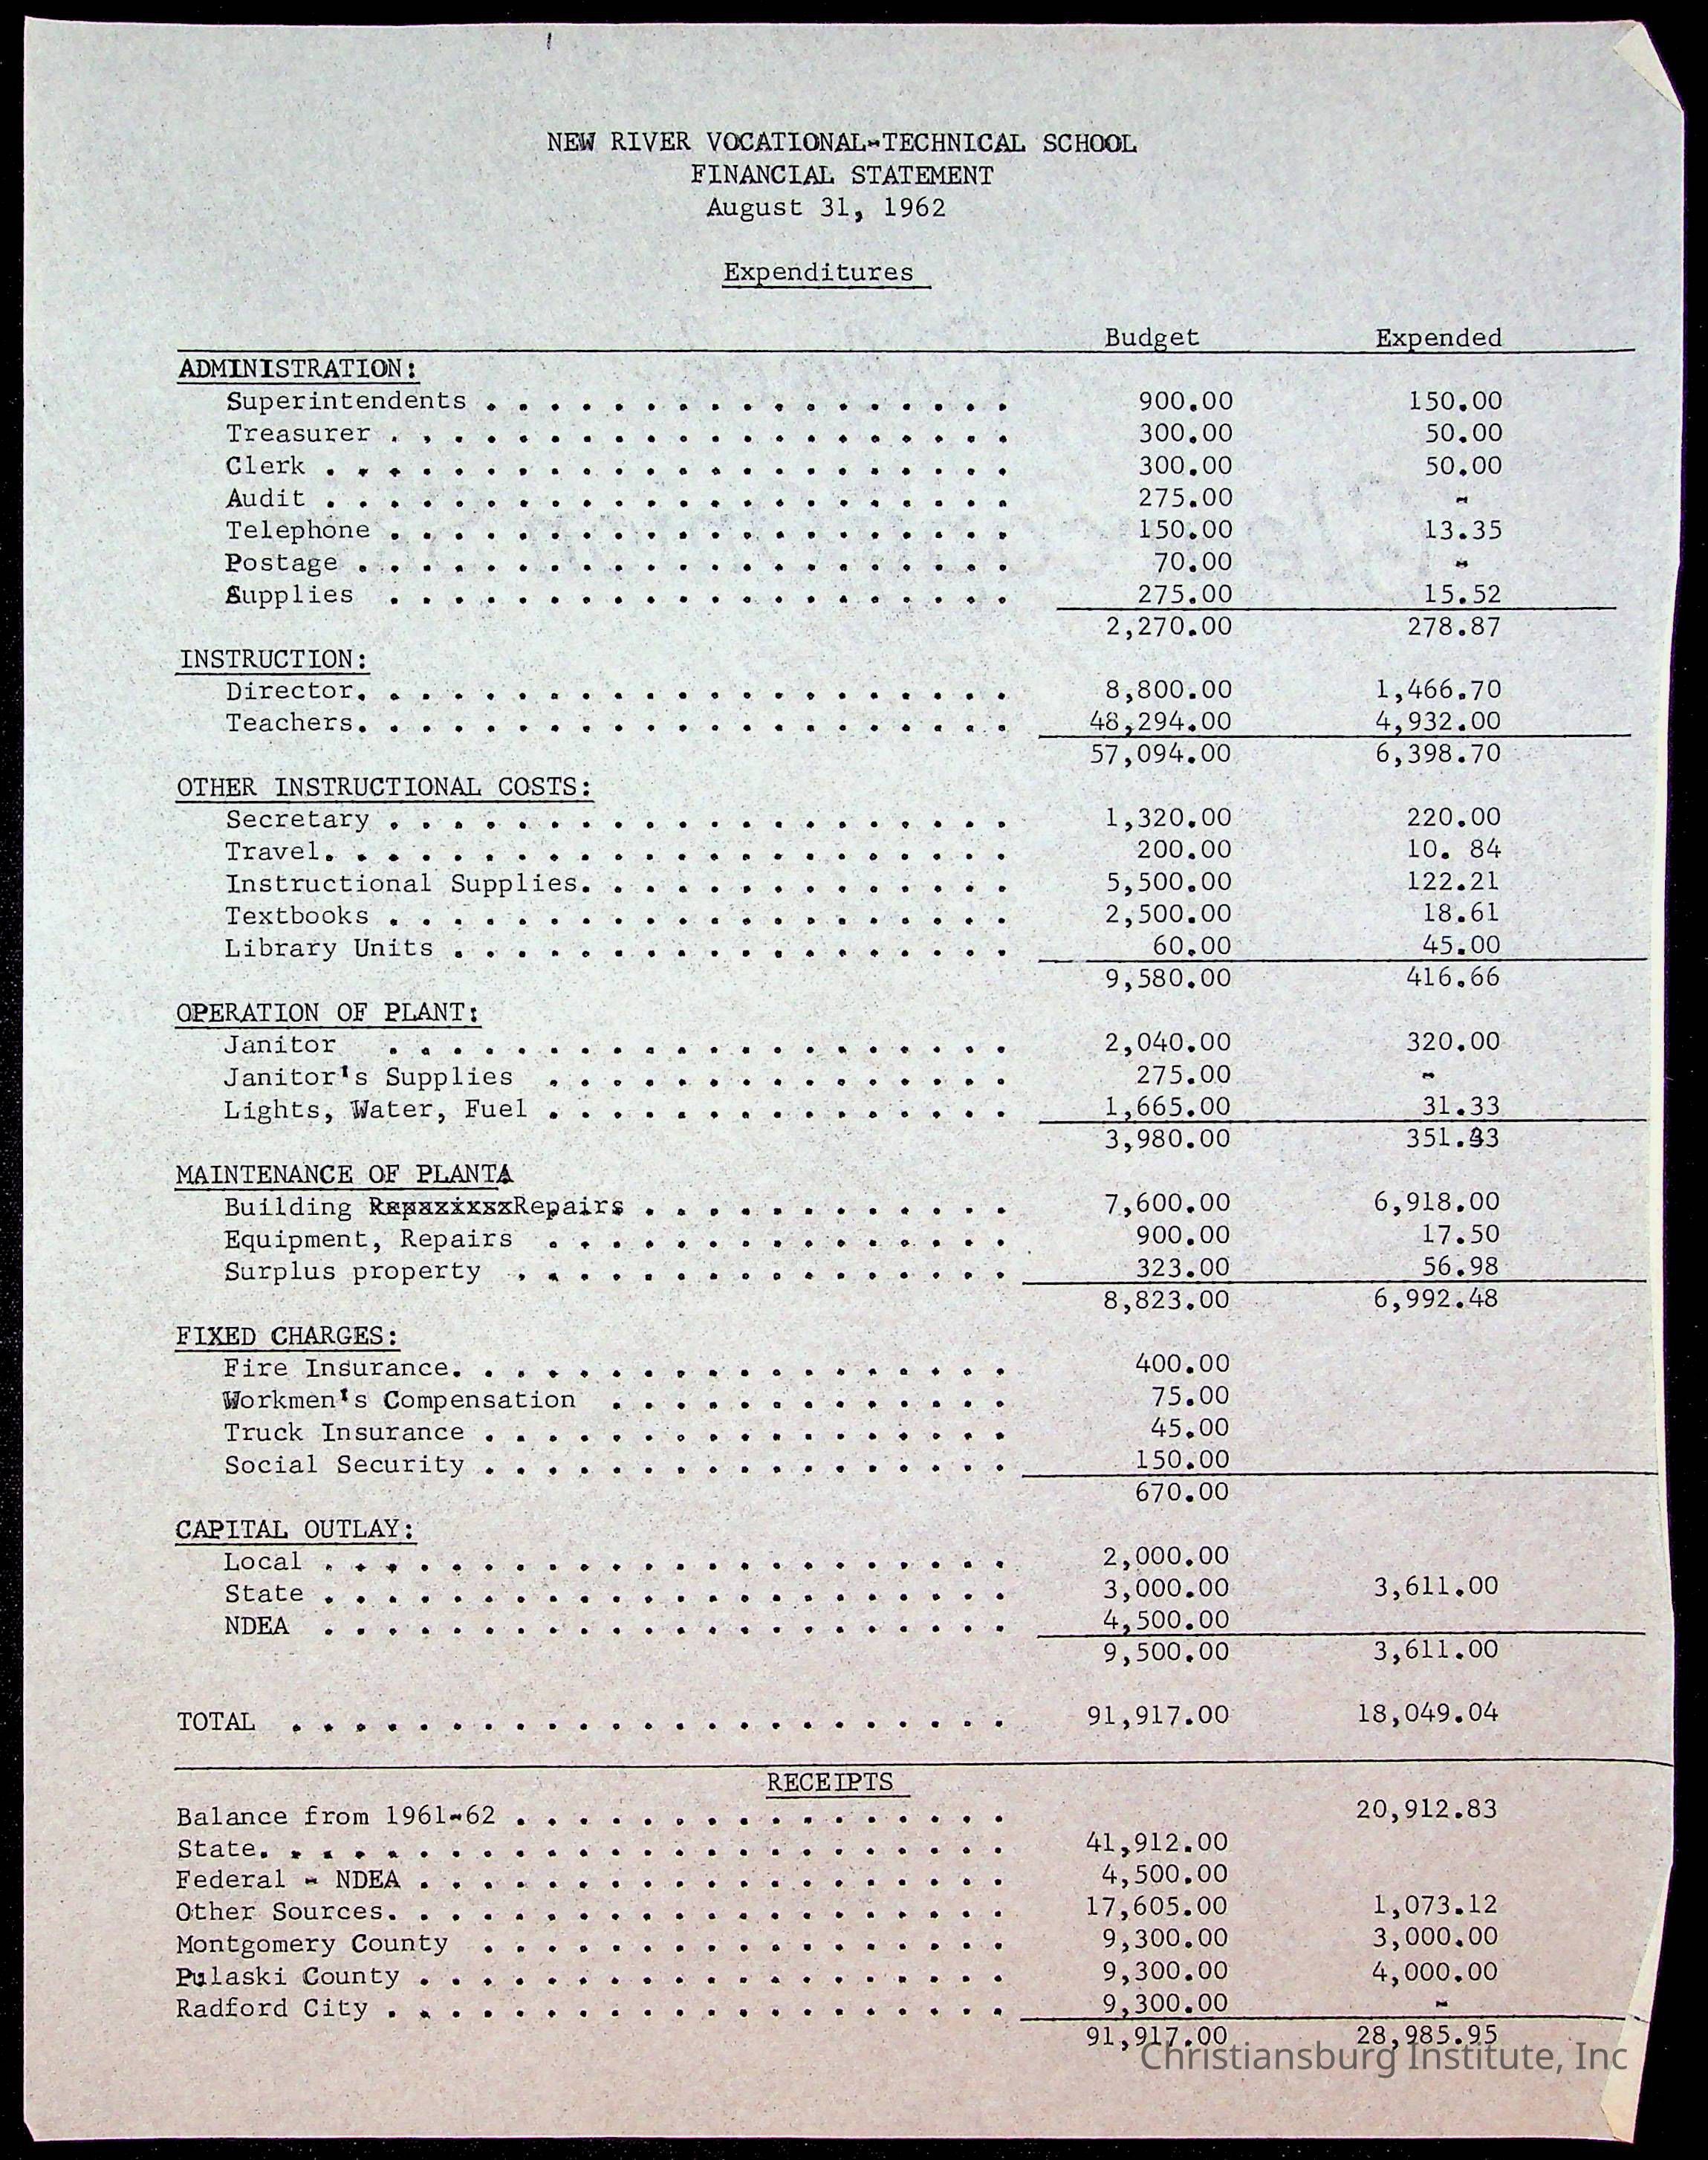 NEW RIVER VOCATIONAL-TECHNICAL SCHOOL
FINANCIAL STATEMENT
August 31, 1962
Expenditures
Budget Expended
ADMINISTRATION:
Superintendents . . . . . . . . . . . . . . . . . 900.00 150.00
Treasurer . . . . . . . . . . . . . . . . . . . . 300.00 50.00
Clerk . . . . . . . . . . . . . . . . . . . . . . 300.00 50.00
Audit . . . . . . . . . . . . . . . . . . . . . . 275.00 -
Telephone . . . . . . . . . . . . . . . . . . . . 150.00 13.35
Postage . . . . . . . . . . . . . . . . . . . . . 70.00 -
Supplies . . . . . . . . . . . . . . . . . . . . 275.00 15.52
2,270.00 278.87
INSTRUCTION:
Director. . . . . . . . . . . . . . . . . . . . . 8,800.00 1,466.70
Teachers. . . . . . . . . . . . . . . . . . . . . 48,294.00 4,932.00
57,094.00 6,398.70
OTHER INSTRUCTIONAL COSTS:
Secretary . . . . . . . . . . . . . . . . . . . . 1,320.00 220.00
Travel. . . . . . . . . . . . . . . . . . . . . . 200.00 10. 84
Instructional Supplies. . . . . . . . . . . . . . 5,500.00 122.21
Textbooks . . . . . . . . . . . . . . . . . . . . 2,500.00 18.61
Library Units . . . . . . . . . . . . . . . . . . 60.00 45.00
9,580.00 416.66
OPERATION OF PLANT:
Janitor . . . . . . . . . . . . . . . . . . . . 2,040.00 320.00
Janitor's Supplies . . . . . . . . . . . . . . . 275.00 -
Lights, Water, Fuel . . . . . . . . . . . . . . . 1,665.00 31.33
3,980.00 351.33
MAINTENANCE OF PLANT
Building Repairs . . . . . . . . . . . . 7,600.00 6,918.00
Equipment, Repairs . . . . . . . . . . . . . . . 900.00 17.50
Surplus property . . . . . . . . . . . . . . . . 323.00 56.98
8,823.00 6,992.48
FIXED CHARGES:
Fire Insurance. . . . . . . . . . . . . . . . . . 400.00
Workmen's Compensation . . . . . . . . . . . . . 75.00
Truck Insurance . . . . . . . . . . . . . . . . . 45.00
Social Security . . . . . . . . . . . . . . . . . 150.00
670.00
CAPITAL OUTLAY:
Local . . . . . . . . . . . . . . . . . . . . . . 2,000.00
State . . . . . . . . . . . . . . . . . . . . . . 3,000.00 3,611.00
NDEA . . . . . . . . . . . . . . . . . . . . . . 4,500.00
9,500.00 3,611.00
TOTAL . . . . . . . . . . . . . . . . . . . . . . . 91,917.00 18,049.04
RECEIPTS
Balance from 1961-62 . . . . . . . . . . . . . . . . 20,912.83
State. . . . . . . . . . . . . . . . . . . . . . . . 41,912.00
Federal - NDEA . . . . . . . . . . . . . . . . . . . 4,500.00
Other Sources. . . . . . . . . . . . . . . . . . . . 17,605.00 1,073.12
Montgomery County . . . . . . . . . . . . . . . . . 9,300.00 3,000.00
Pulaski County . . . . . . . . . . . . . . . . . . . 9,300.00 4,000.00
Radford City . . . . . . . . . . . . . . . . . . . . 9,300.00 -
91,917.00 28,985.95
Christiansburg Institute, Inc